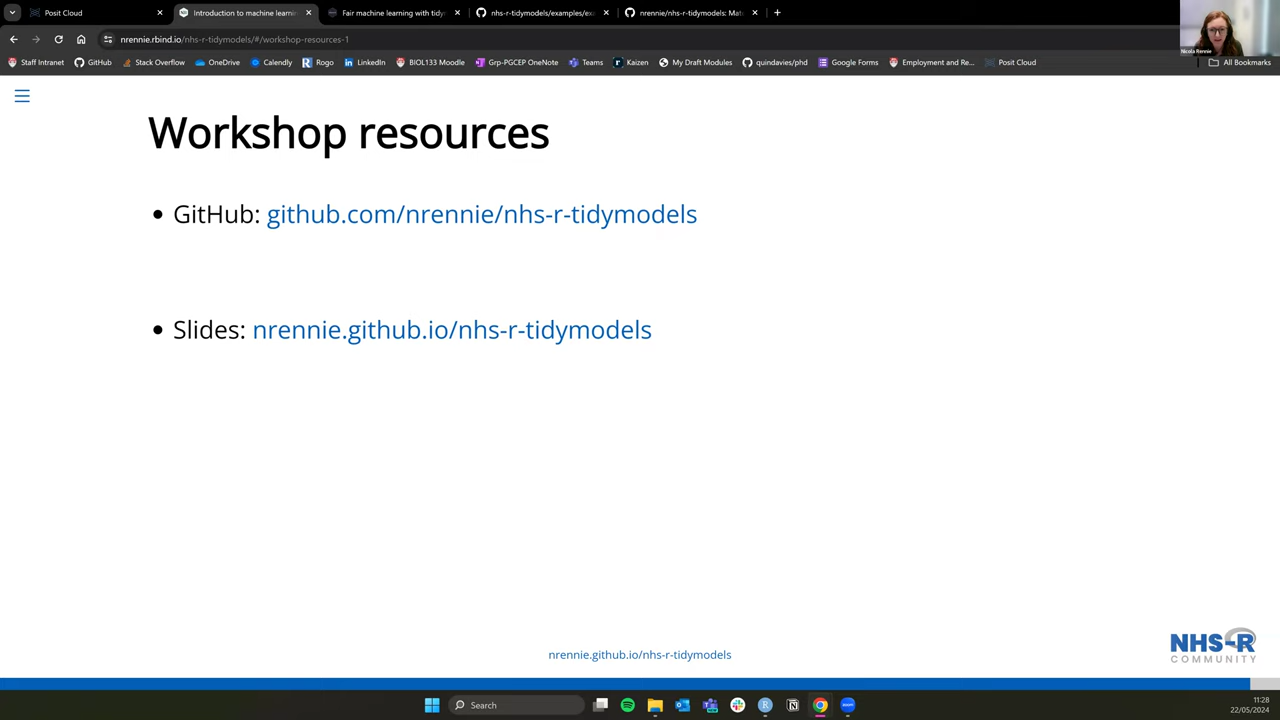 Posit Cloud
Introduction to machine learni
Fair machine learning with tidy
nhs-r-tidymodels/examples/exa
nrennie/nhs-r-tidymodels: Mat
nrennie.rbind.io/nhs-r-tidymodels/#/workshop-resources-1
Staff Intranet GitHub Stack Overflow OneDrive Calendly Rogo LinkedIn BIOL133 Moodle Grp-PGCEP OneNote Teams Kaizen My Draft Modules quindavies/phd Google Forms Employment and Re... Posit Cloud All Bookmarks
Nicola Rennie
Workshop resources
• GitHub: github.com/nrennie/nhs-r-tidymodels
• Slides: nrennie.github.io/nhs-r-tidymodels
NHS-R
COMMUNITY
nrennie.github.io/nhs-r-tidymodels
Search
11:28
22/05/2024